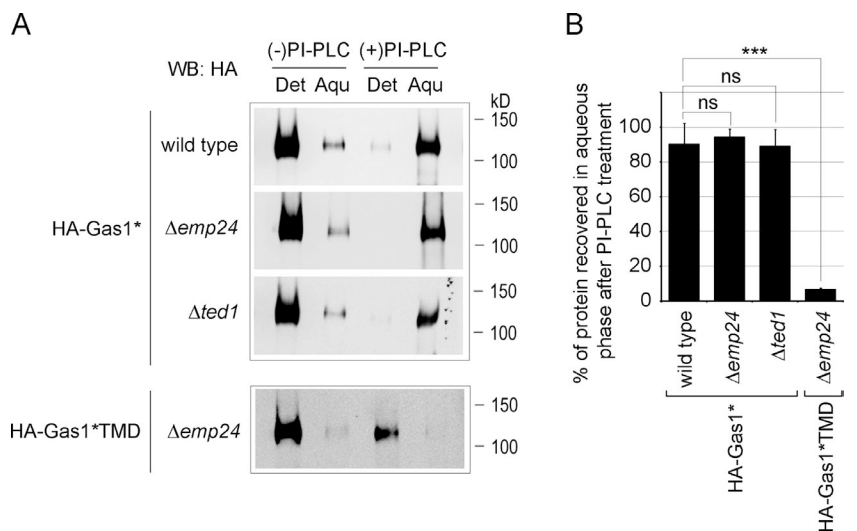 A
(-)PI-PLC (+)PI-PLC
WB: HA
Det Aqu Det Aqu
kD
HA-Gas1*
wild type
150
100
Δemp24
150
100
Δted1
150
100
HA-Gas1*TMD
Δemp24
150
100
B
% of protein recovered in aqueous
phase after PI-PLC treatment
***
ns
ns
100
80
60
40
20
0
wild type
Δemp24
Δted1
Δemp24
HA-Gas1*
HA-Gas1*TMD